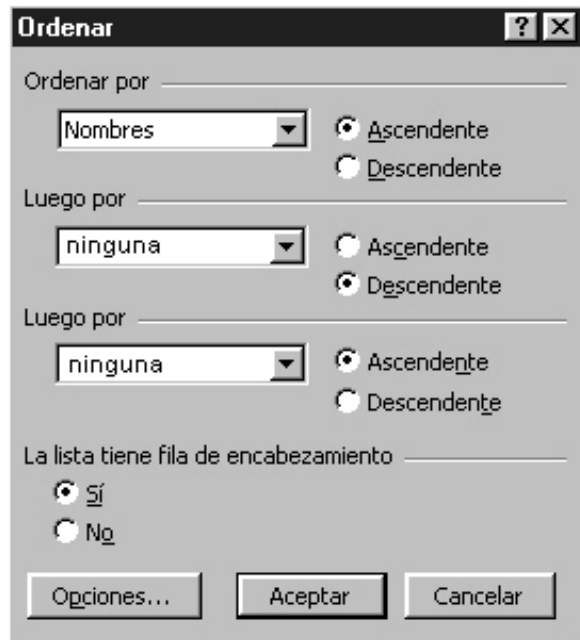 Ordenar
Ordenar por
Nombres
Ascendente
Descendente
Luego por
ninguna
Ascendente
Descendente
Luego por
ninguna
Ascendente
Descendente
La lista tiene fila de encabezamiento
Sí
No
Opciones... Aceptar Cancelar